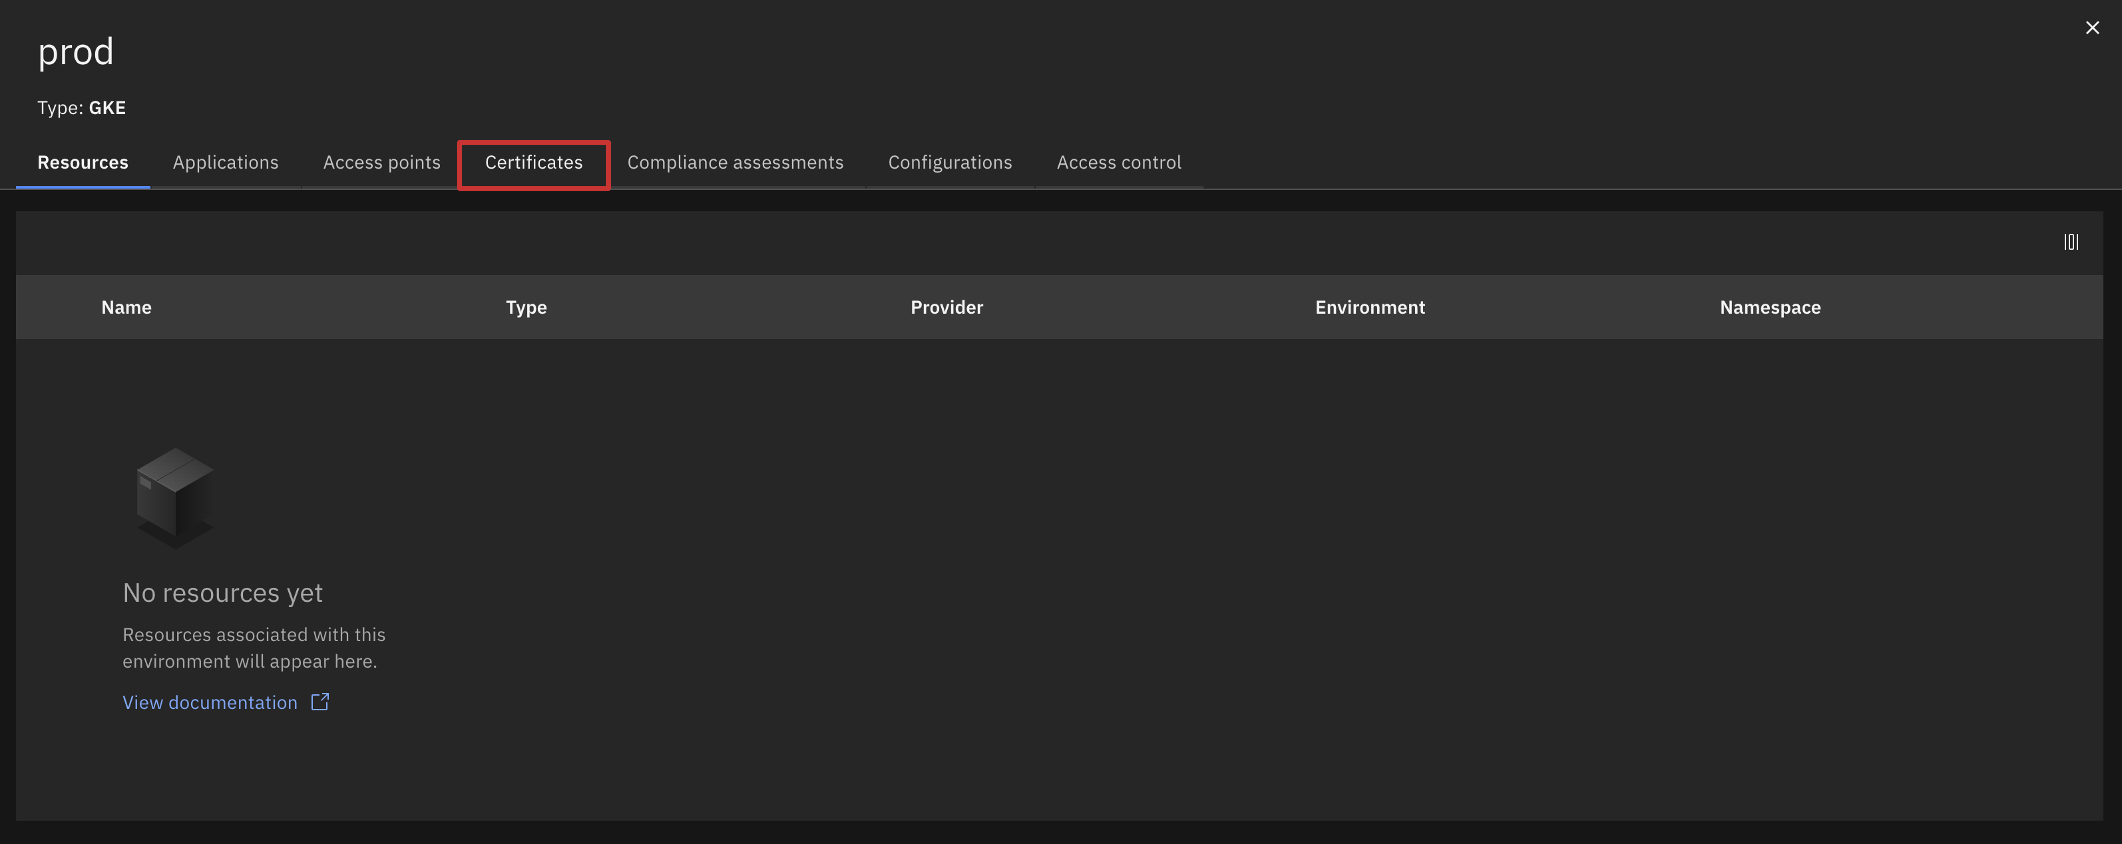 prod
Type: GKE
Resources Applications Access points Certificates Compliance assessments Configurations Access control
Name Type Provider Environment Namespace
No resources yet
Resources associated with this
environment will appear here.
View documentation